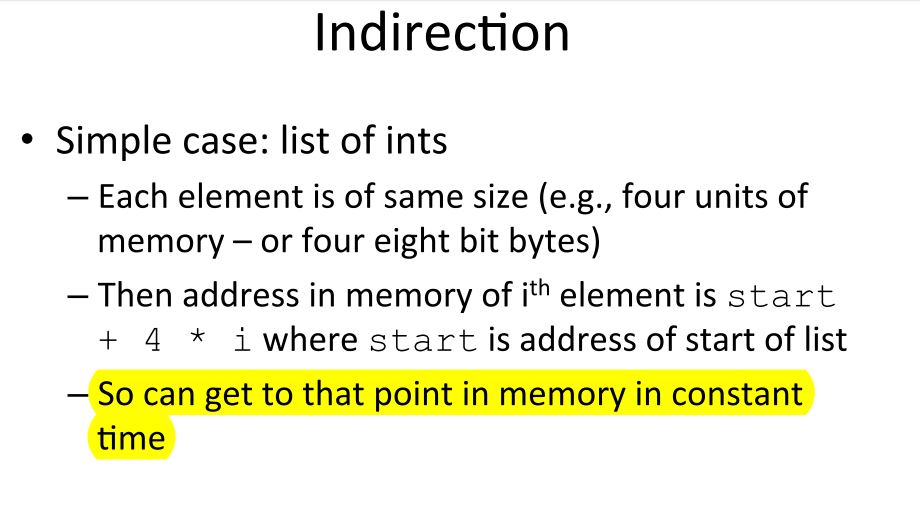 Indirection
• Simple case: list of ints
– Each element is of same size (e.g., four units of
memory – or four eight bit bytes)
– Then address in memory of ith element is start
+ 4 * i where start is address of start of list
– So can get to that point in memory in constant
time